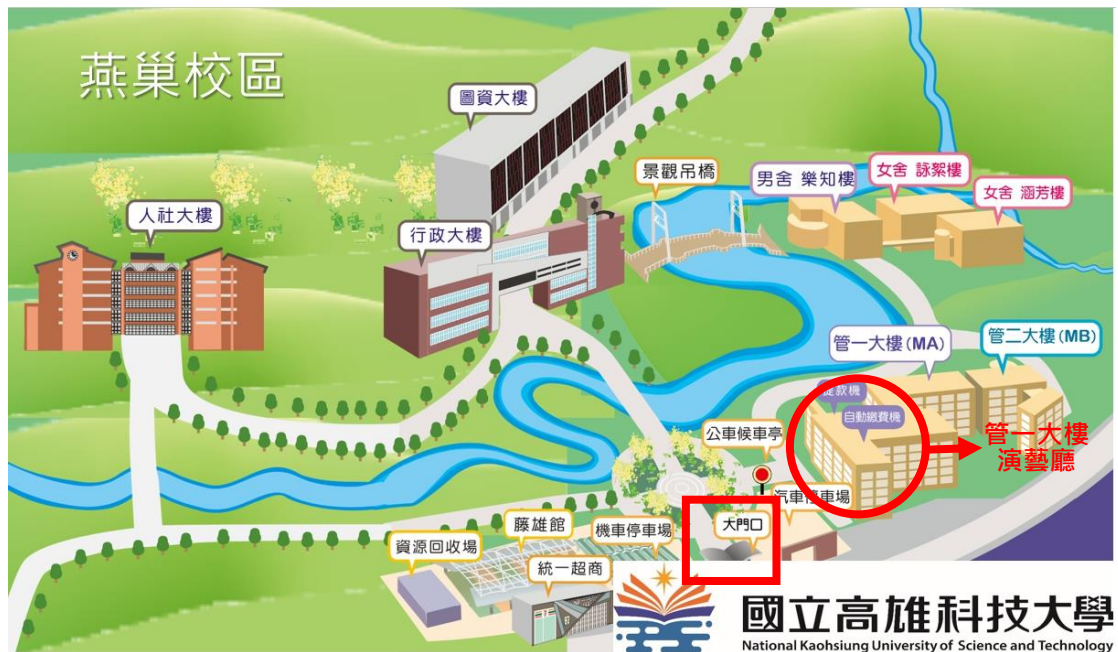 燕巢校區
圖資大樓
景觀吊橋
男舍 樂知樓
女舍 詠絮樓
女舍 涵芳樓
人社大樓
行政大樓
管一大樓(MA)
管二大樓(MB)
提款機
自動繳費機
公車候車亭
管一大樓
演藝廳
汽車停車場
大門口
機車停車場
藤雄館
資源回收場
統一超商
國立高雄科技大學
National Kaohsiung University of Science and Technology